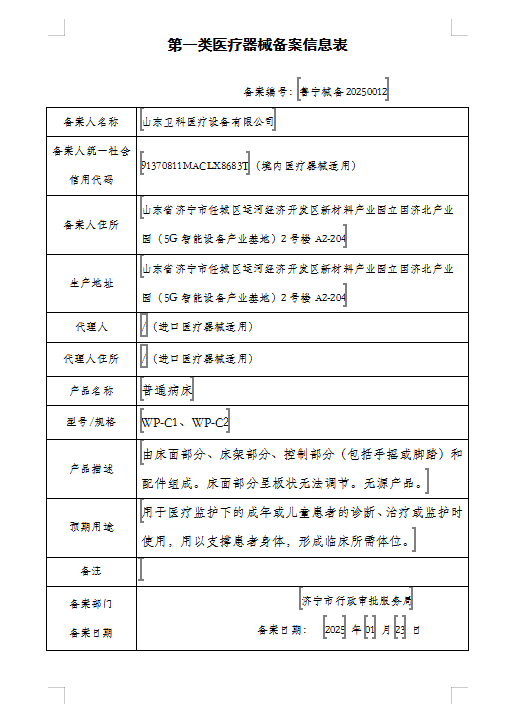 第一类医疗器械备案信息表
备案编号：鲁宁械备20250012
备案人名称
山东卫科医疗设备有限公司
备案人统一社会
信用代码
91370811MACLX8683T（境内医疗器械适用）
备案人住所
山东省济宁市任城区运河经济开发区新材料产业园立国济北产业
园（5G智能设备产业基地）2号楼A2-204
生产地址
山东省济宁市任城区运河经济开发区新材料产业园立国济北产业
园（5G智能设备产业基地）2号楼A2-204
代理人
/（进口医疗器械适用）
代理人住所
/（进口医疗器械适用）
产品名称
普通病床
型号/规格
WP-C1、WP-C2
产品描述
由床面部分、床架部分、控制部分（包括手摇或脚踏）和
配件组成。床面部分呈板状无法调节。无源产品。
预期用途
用于医疗监护下的成年或儿童患者的诊断、治疗或监护时
使用，用以支撑患者身体，形成临床所需体位。
备注
备案部门
备案日期
济宁市行政审批服务局
备案日期： 2025 年 01 月 23 日